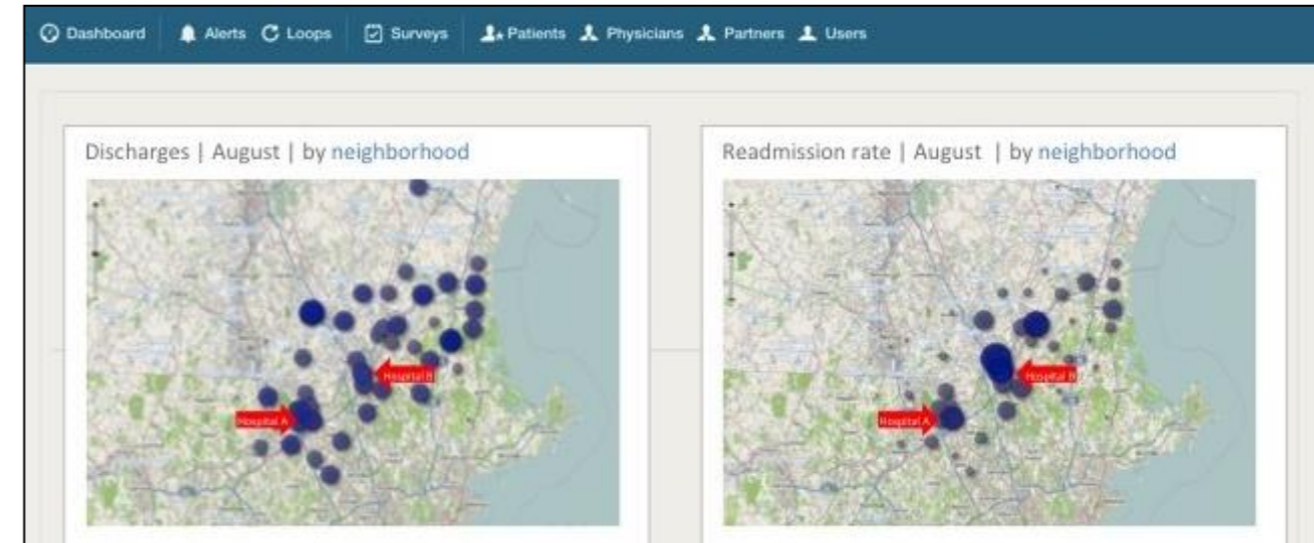 Dashboard Alerts Loops Surveys Patients Physicians Partners Users
Discharges | August | by neighborhood
Hospital B
Hospital A
Readmission rate | August | by neighborhood
Hospital B
Hospital A